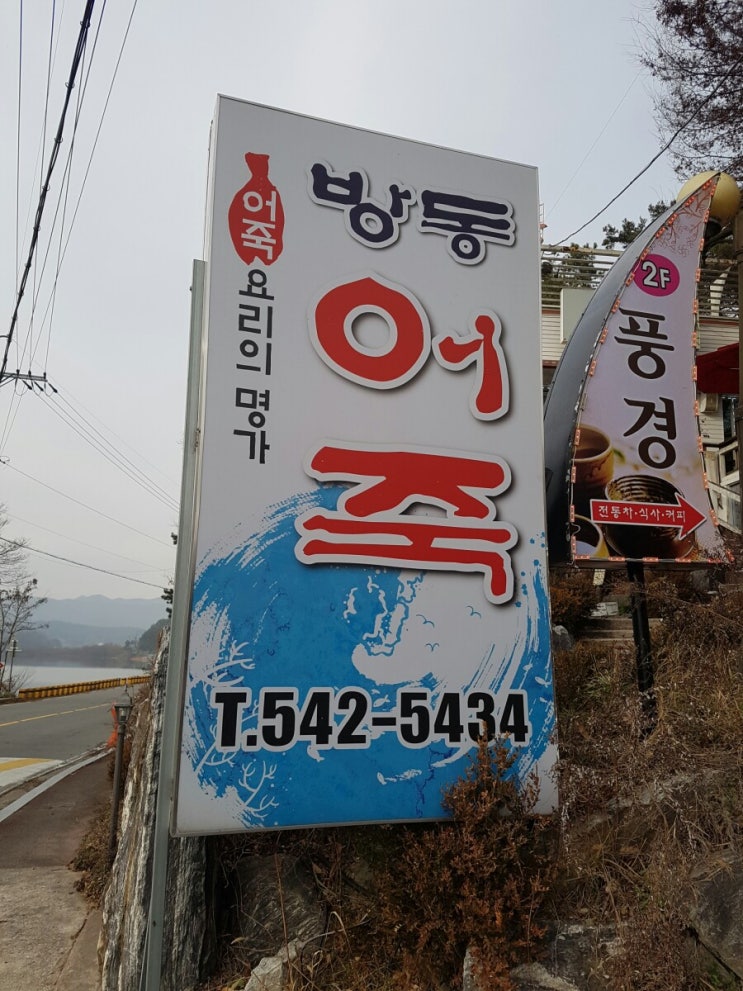 어죽
요리의 명가
방동
어
죽
T.542-5434
2F
풍경
전통차·식사·커피